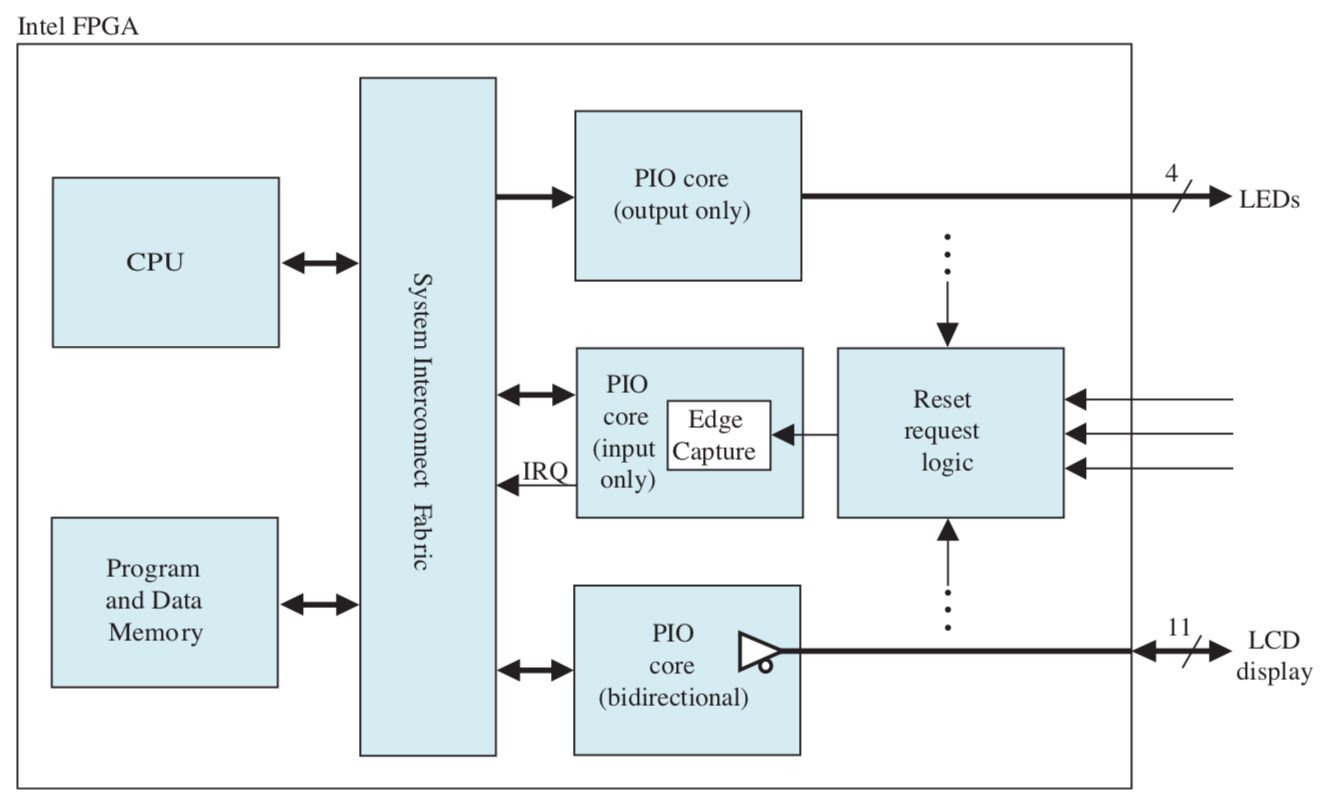 Intel FPGA
CPU
Program
and Data
Memory
System Interconnect Fabric
PIO core
(output only)
4
LEDs
PIO
core
(input
only)
Edge
Capture
IRQ
Reset
request
logic
PIO
core
(bidirectional)
11
LCD
display